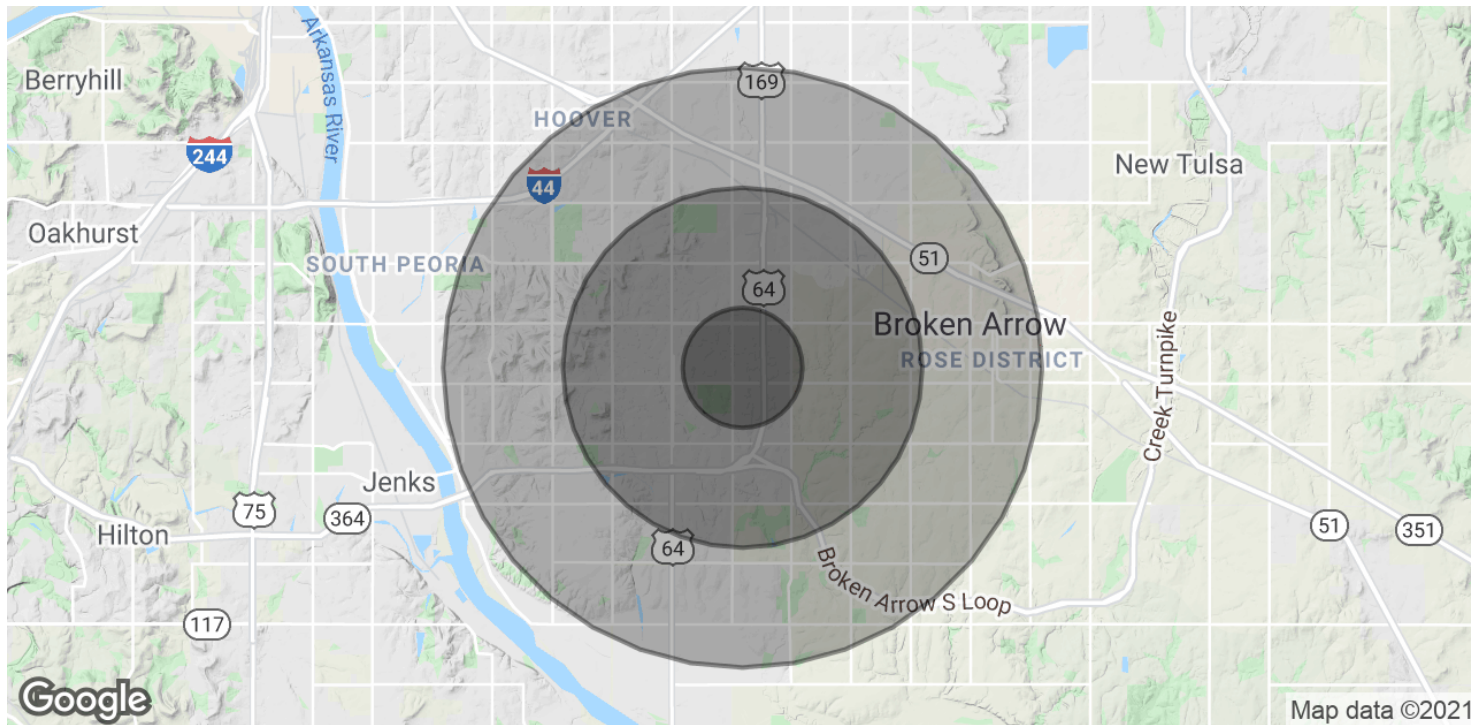 Berryhill
Arkansas River
169
HOOVER
244
44
New Tulsa
Oakhurst
SOUTH PEORIA
51
64
Broken Arrow
ROSE DISTRICT
Creek Turnpike
Jenks
75
364
Hilton
64
51
351
Broken Arrow S Loop
117
Google
Map data ©2021